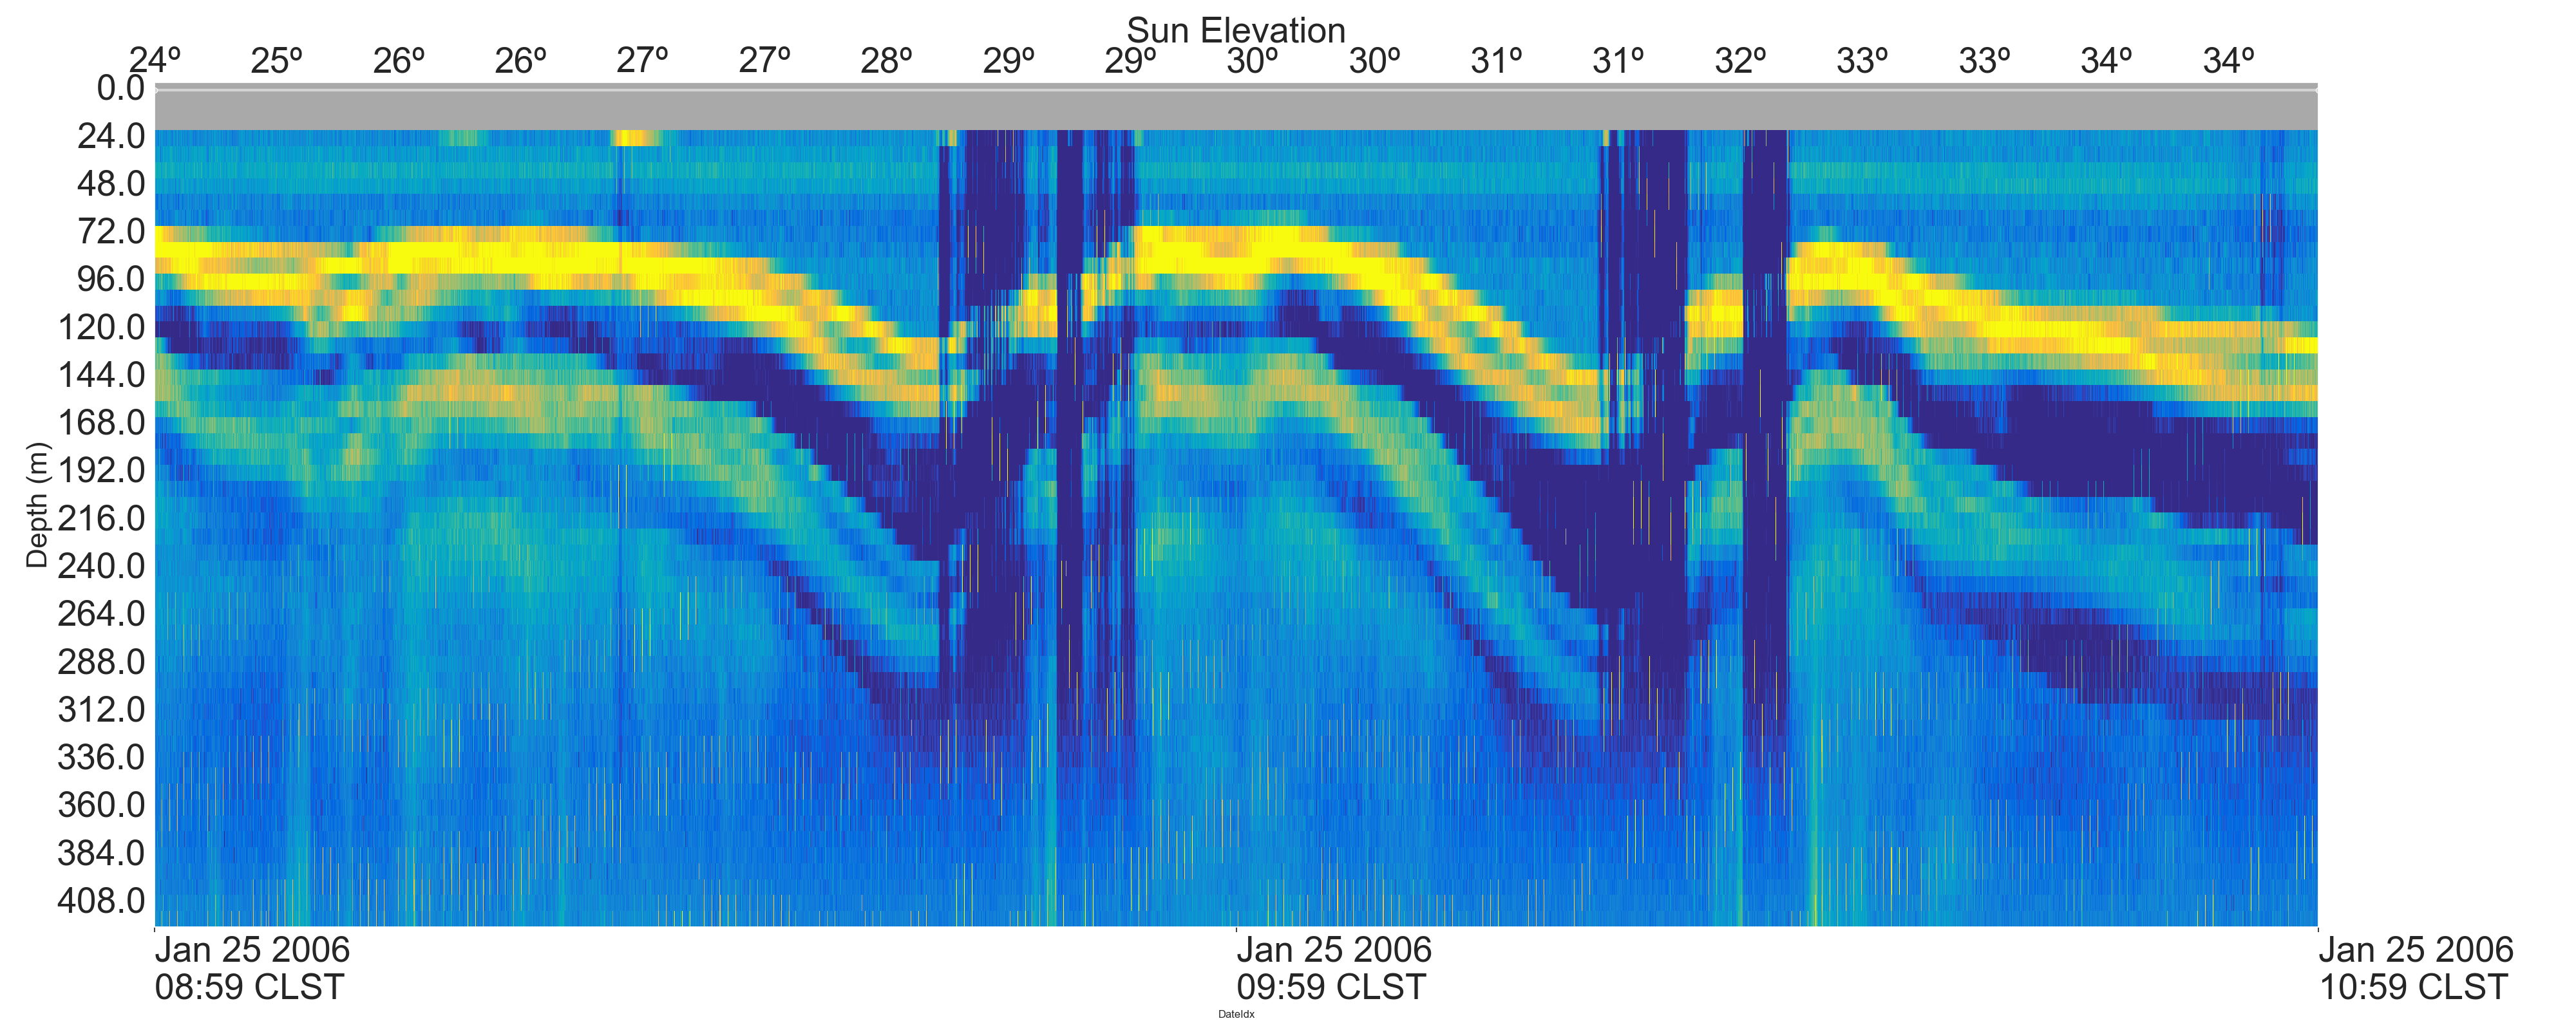 Sun Elevation
24º 25º 26º 26º 27º 27º 28º 29º 29º 30º 30º 31º 31º 32º 33º 33º 34º 34º
0.0
24.0
48.0
72.0
96.0
120.0
144.0
168.0
192.0
216.0
240.0
264.0
288.0
312.0
336.0
360.0
384.0
408.0
Depth (m)
Jan 25 2006
08:59 CLST
Jan 25 2006
09:59 CLST
Jan 25 2006
10:59 CLST
DateIdx